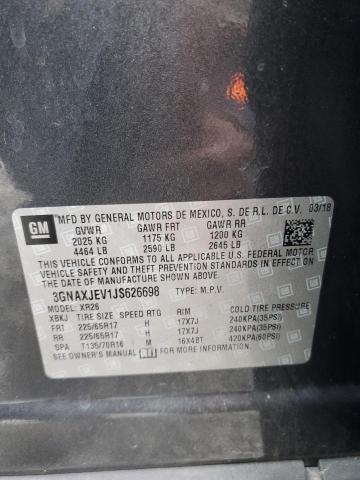 GM
MFD BY GENERAL MOTORS DE MEXICO, S. DE R.L. DE C.V. 03/18
GVWR GAWR FRT GAWR RR
2025 KG 1175 KG 1200 KG
4464 LB 2590 LB 2645 LB
THIS VEHICLE CONFORMS TO ALL APPLICABLE U.S. FEDERAL MOTOR
VEHICLE SAFETY, BUMPER, AND THEFT PREVENTION STANDARDS
IN EFFECT ON THE DATE OF MANUFACTURE SHOWN
ABOVE.
3GNAXJEV1JS626698 TYPE: M.P.V.
MODEL: XR26
XBKJ TIRE SIZE SPEED RTG RIM COLD TIRE PRESSURE
FRT 225/65R17 H 17X7J 240KPA(35PSI)
RR 225/65R17 H 17X7J 240KPA(35PSI)
SPA T135/70R16 M 16X4BT 420KPA(60PSI)
SEE OWNER'S MANUAL FOR ADDITIONAL INFORMATION.